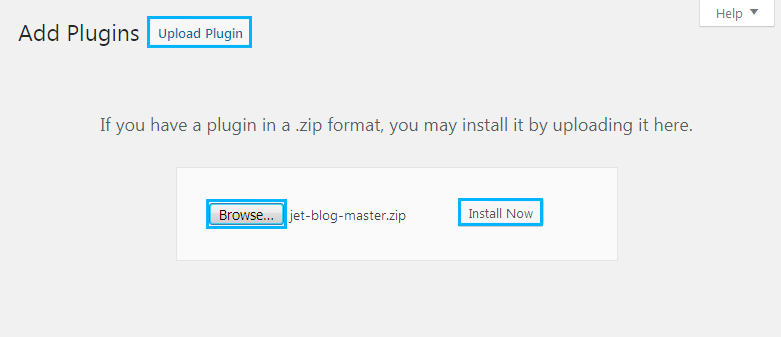 Help
Add Plugins Upload Plugin
If you have a plugin in a .zip format, you may install it by uploading it here.
Browse... jet-blog-master.zip Install Now